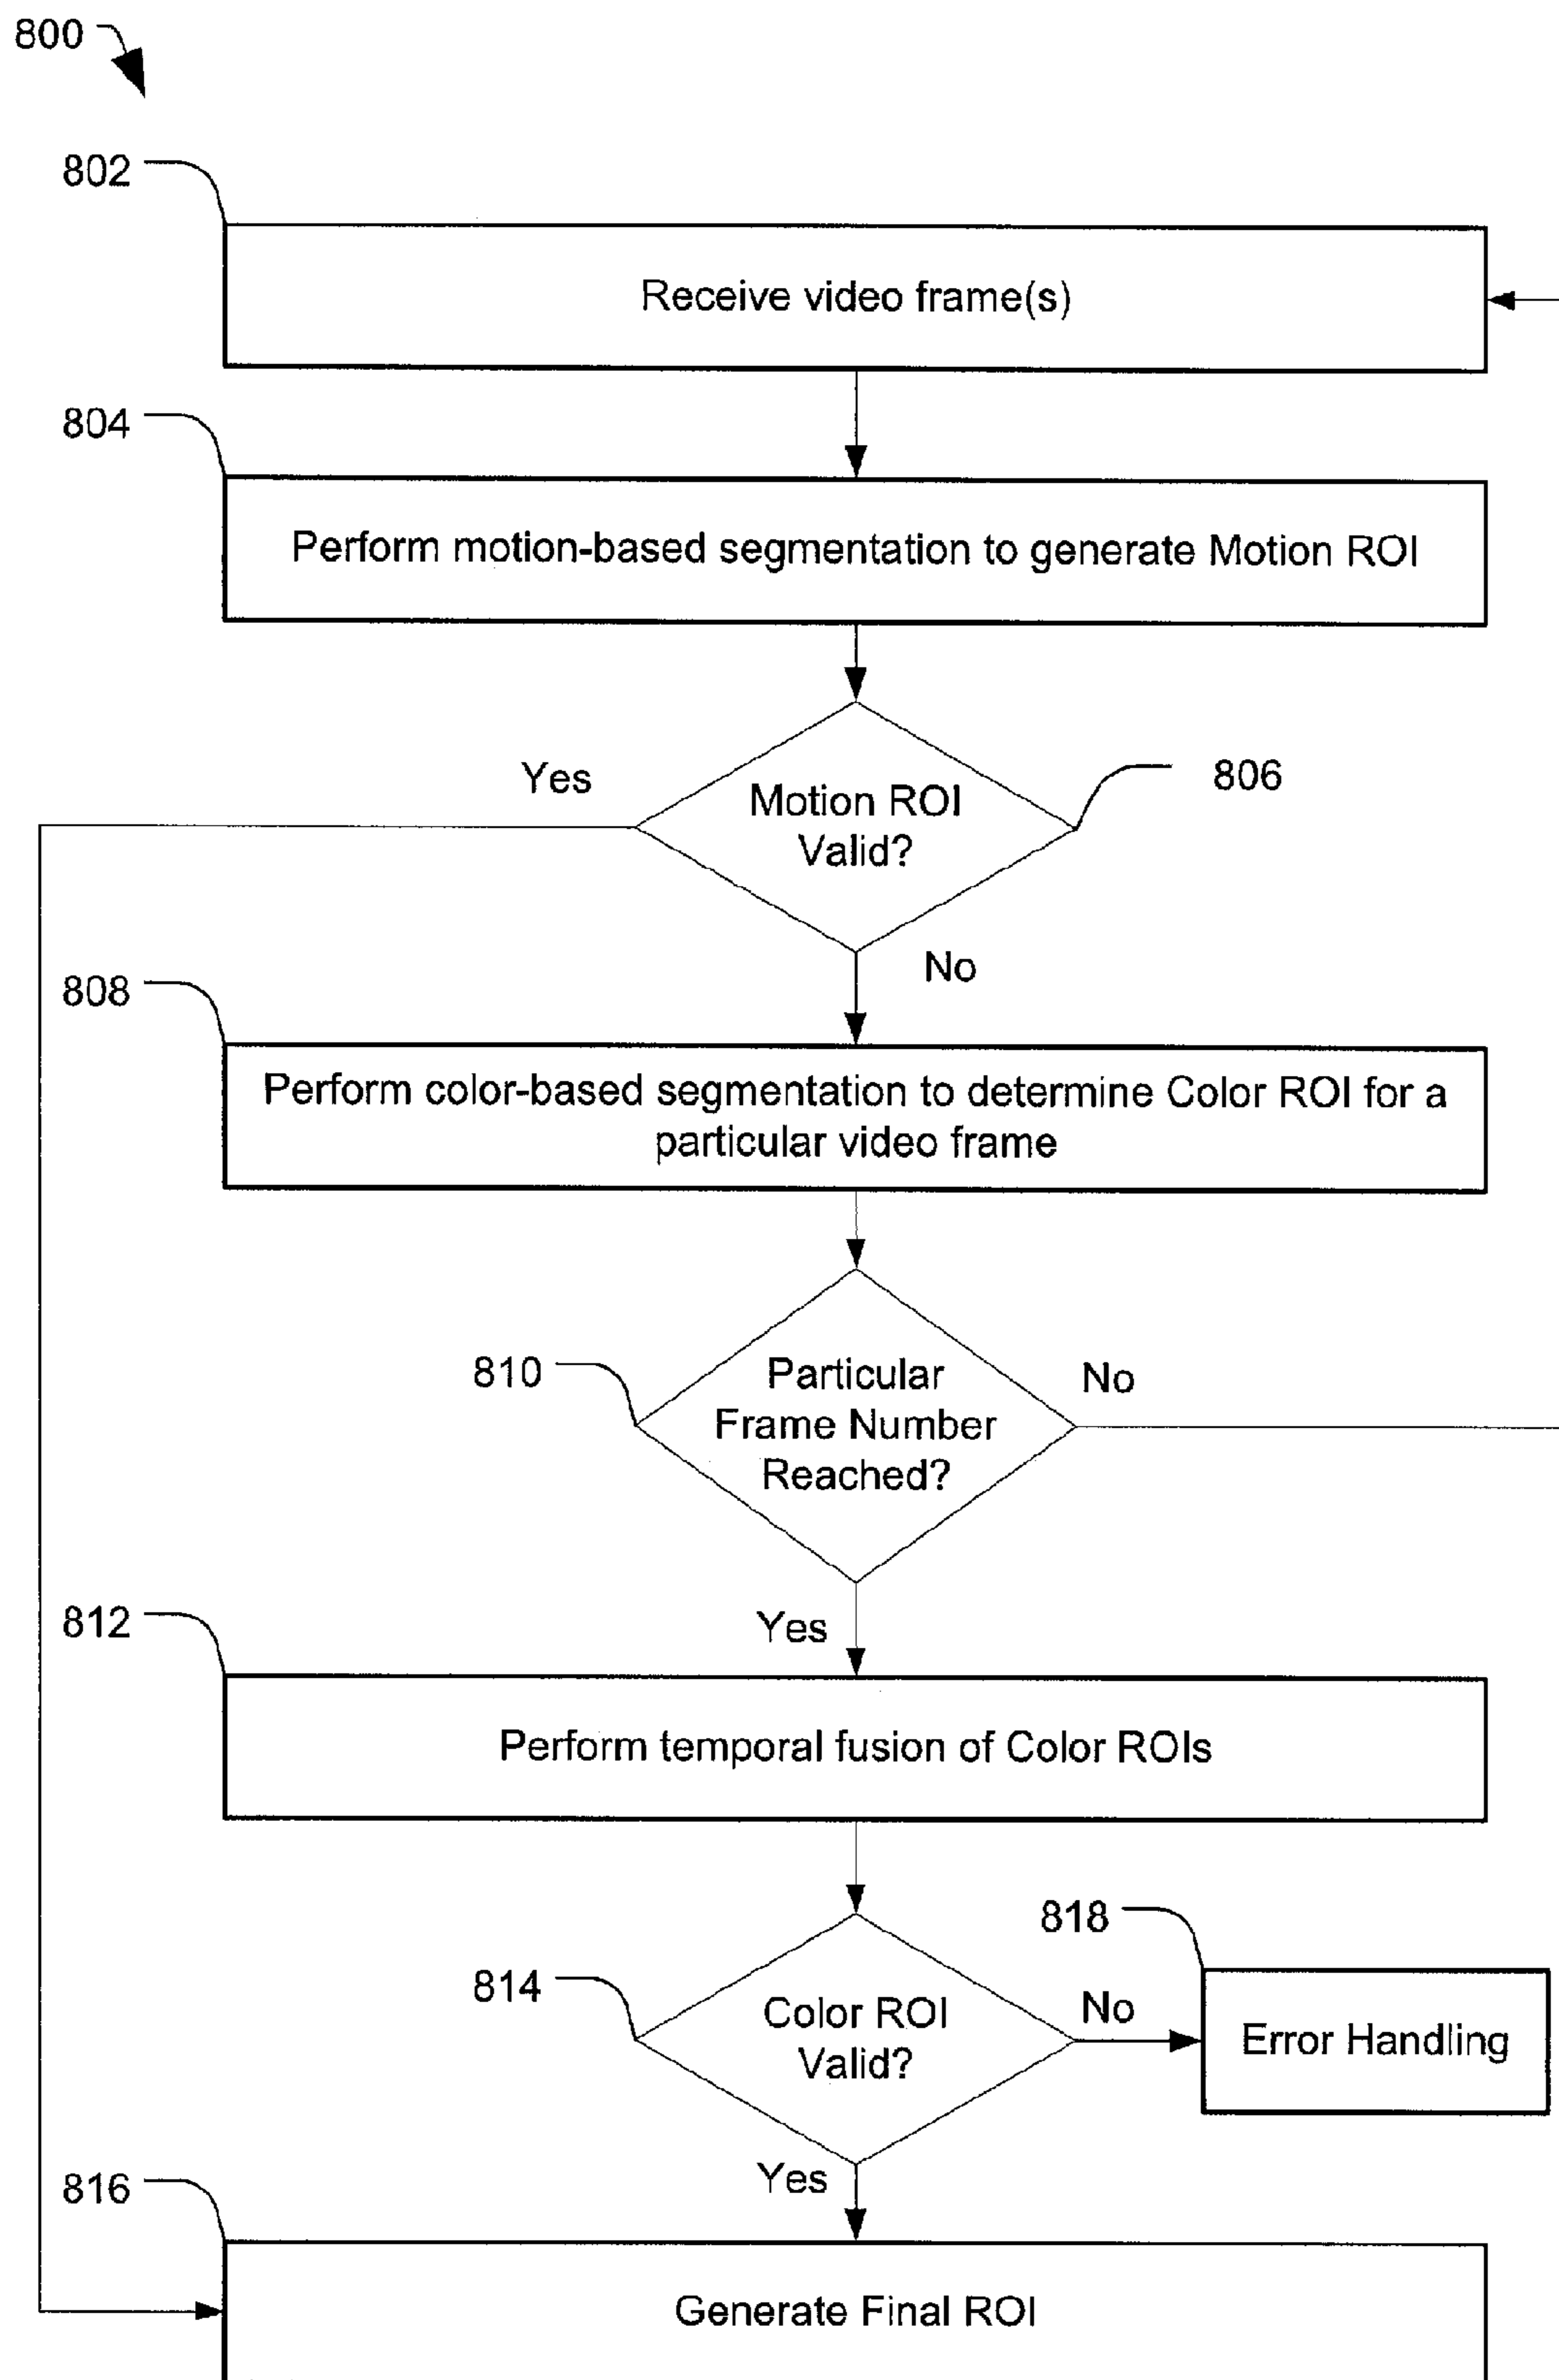 800
802
Receive video frame(s)
804
Perform motion-based segmentation to generate Motion ROI
Yes
Motion ROI
Valid?
806
No
808
Perform color-based segmentation to determine Color ROI for a
particular video frame
810
Particular
Frame Number
Reached?
No
Yes
812
Perform temporal fusion of Color ROIs
818
814
Color ROI
Valid?
No
Error Handling
Yes
816
Generate Final ROI